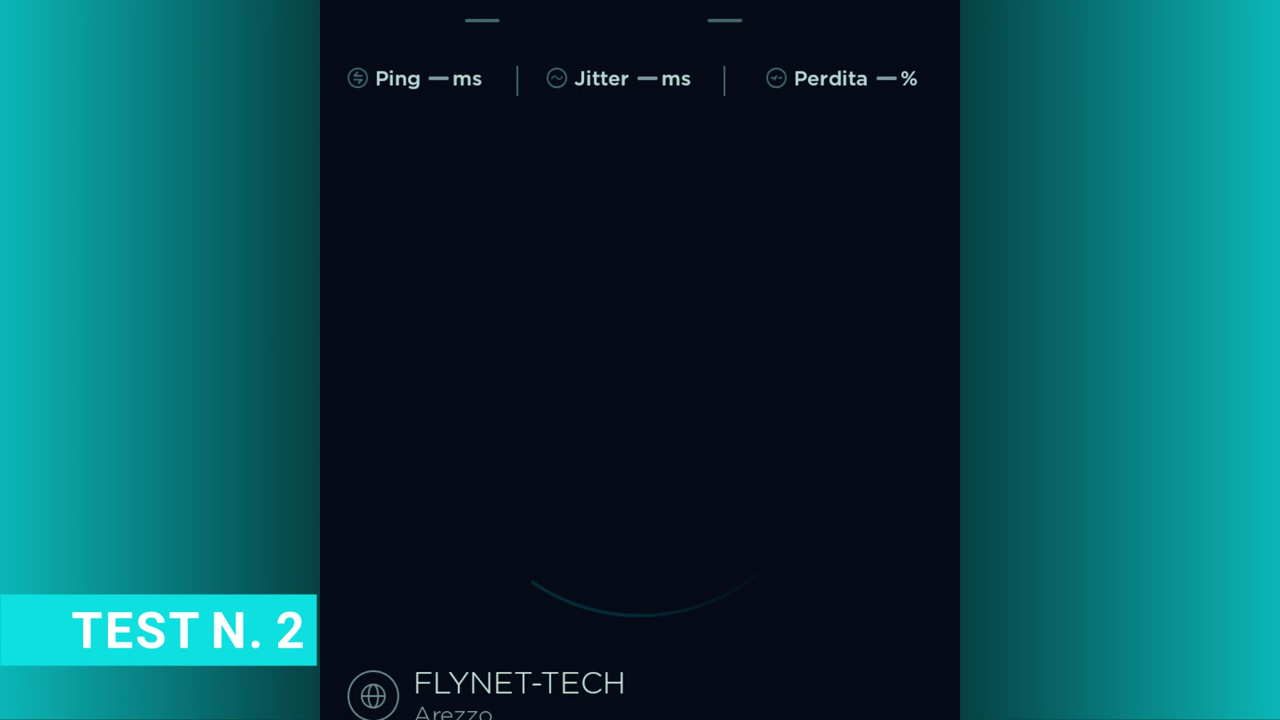 Ping — ms
Jitter — ms
Perdita — %
TEST N. 2
FLYNET-TECH
Arezzo